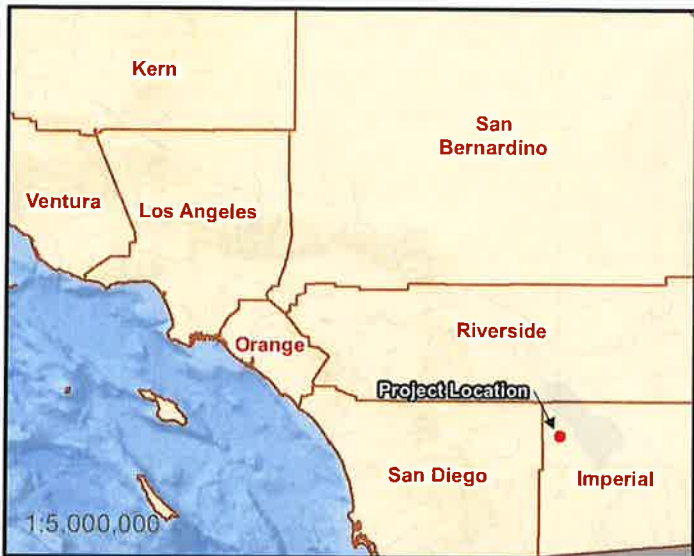 Kern
San
Bernardino
Ventura
Los Angeles
Orange
Riverside
Project Location
San Diego
Imperial
1:5,000,000